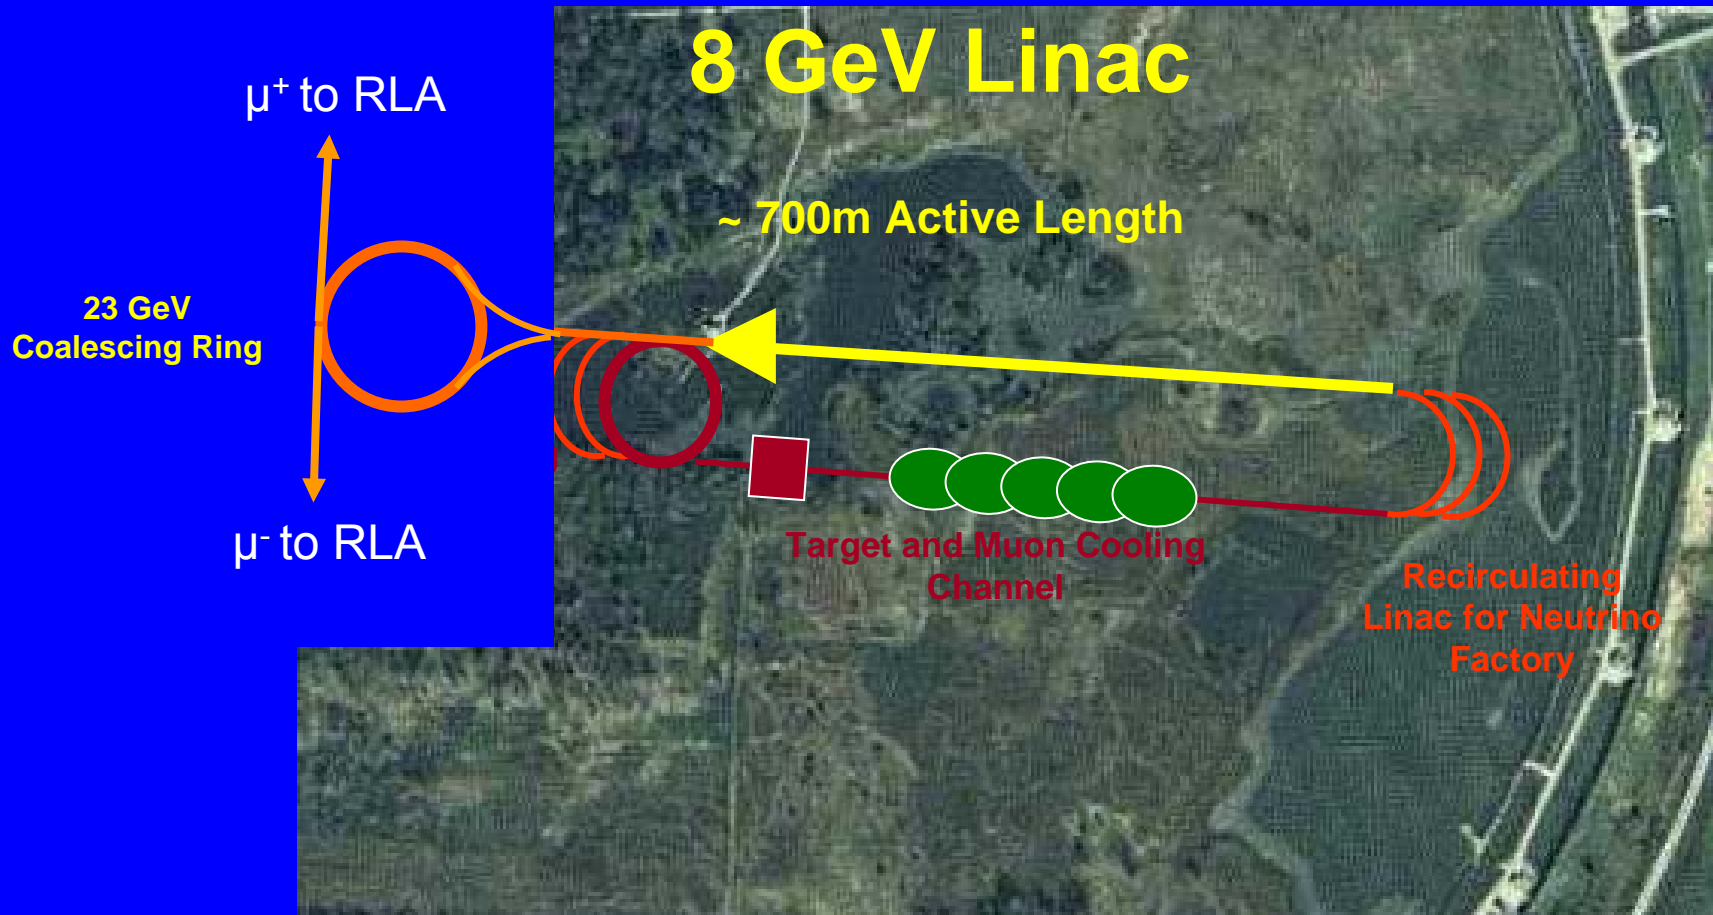 8 GeV Linac
µ⁺ to RLA
~ 700m Active Length
23 GeV
Coalescing Ring
µ⁻ to RLA
Target and Muon Cooling
Channel
Recirculating
Linac for Neutrino
Factory